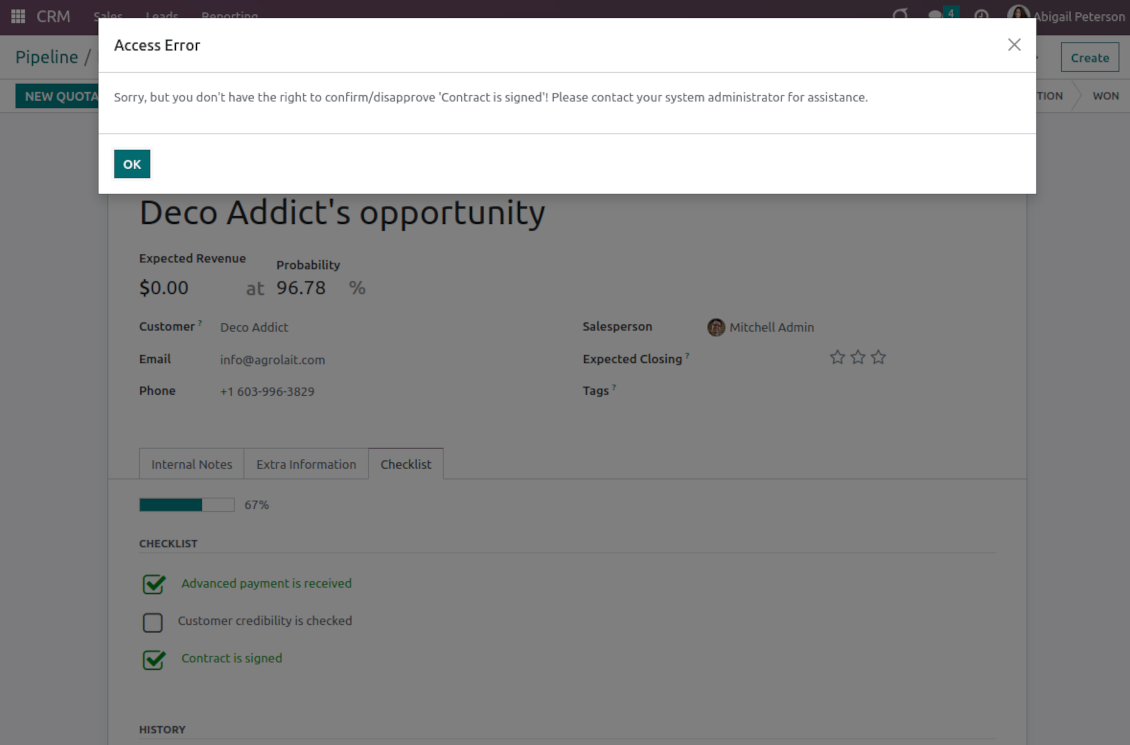 CRM Sales Leads Reporting 4 Abigail Peterson
Access Error
Pipeline /
Create
Sorry, but you don't have the right to confirm/disapprove 'Contract is signed'! Please contact your system administrator for assistance.
NEW QUOTA
TION WON
OK
Deco Addict's opportunity
Expected Revenue Probability
$0.00 at 96.78 %
Customer ? Deco Addict Salesperson Mitchell Admin
Email info@agrolait.com Expected Closing ?
Phone +1 603-996-3829 Tags ?
Internal Notes Extra Information Checklist
67%
CHECKLIST
Advanced payment is received
Customer credibility is checked
Contract is signed
HISTORY